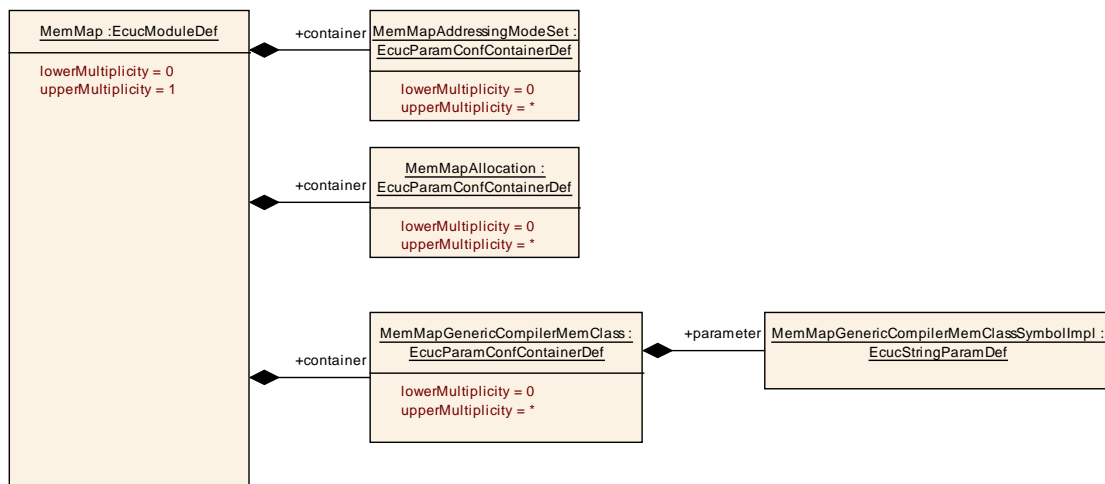 MemMap :EcucModuleDef
lowerMultiplicity = 0
upperMultiplicity = 1
+container
MemMapAddressingModeSet :
EcucParamConfContainerDef
lowerMultiplicity = 0
upperMultiplicity = *
+container
MemMapAllocation :
EcucParamConfContainerDef
lowerMultiplicity = 0
upperMultiplicity = *
+container
MemMapGenericCompilerMemClass :
EcucParamConfContainerDef
lowerMultiplicity = 0
upperMultiplicity = *
+parameter
MemMapGenericCompilerMemClassSymbolImpl :
EcucStringParamDef